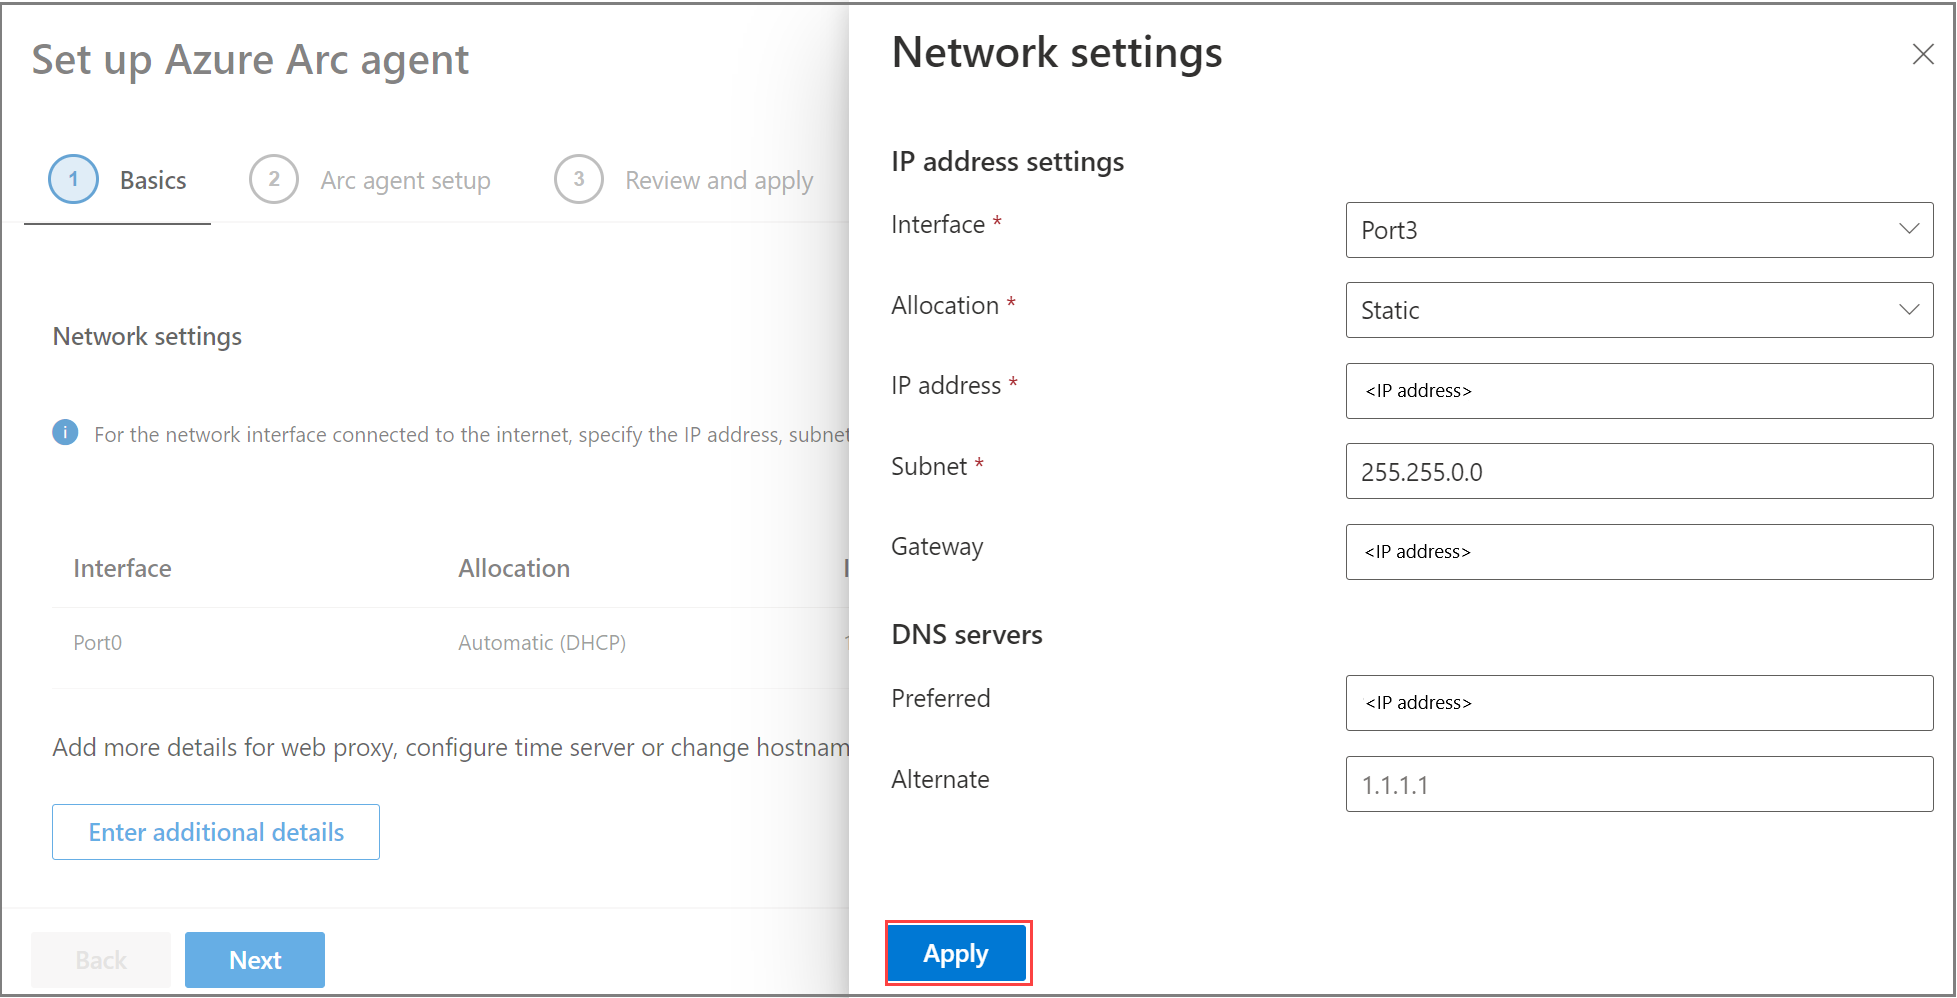 Set up Azure Arc agent
1 Basics 2 Arc agent setup 3 Review and apply
Network settings
i For the network interface connected to the internet, specify the IP address, subnet
Interface Allocation
Port0 Automatic (DHCP)
Add more details for web proxy, configure time server or change hostnam
Enter additional details
Back Next
Network settings
IP address settings
Interface * Port3
Allocation * Static
IP address * <IP address>
Subnet * 255.255.0.0
Gateway <IP address>
DNS servers
Preferred <IP address>
Alternate 1.1.1.1
Apply